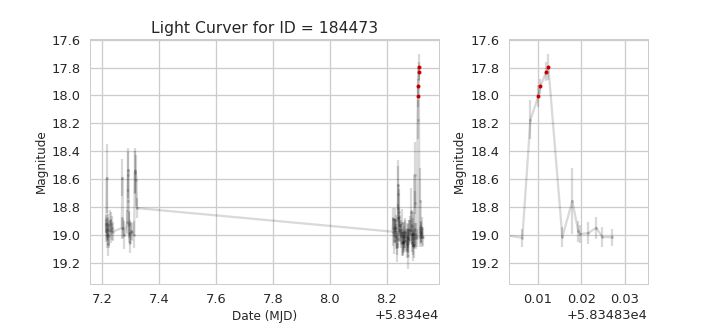 Light Curver for ID = 184473
17.6
17.8
18.0
18.2
18.4
18.6
18.8
19.0
19.2
Magnitude
7.2 7.4 7.6 7.8 8.0 8.2
Date (MJD)
+5.834e4
17.6
17.8
18.0
18.2
18.4
18.6
18.8
19.0
19.2
Magnitude
0.01 0.02 0.03
+5.83483e4